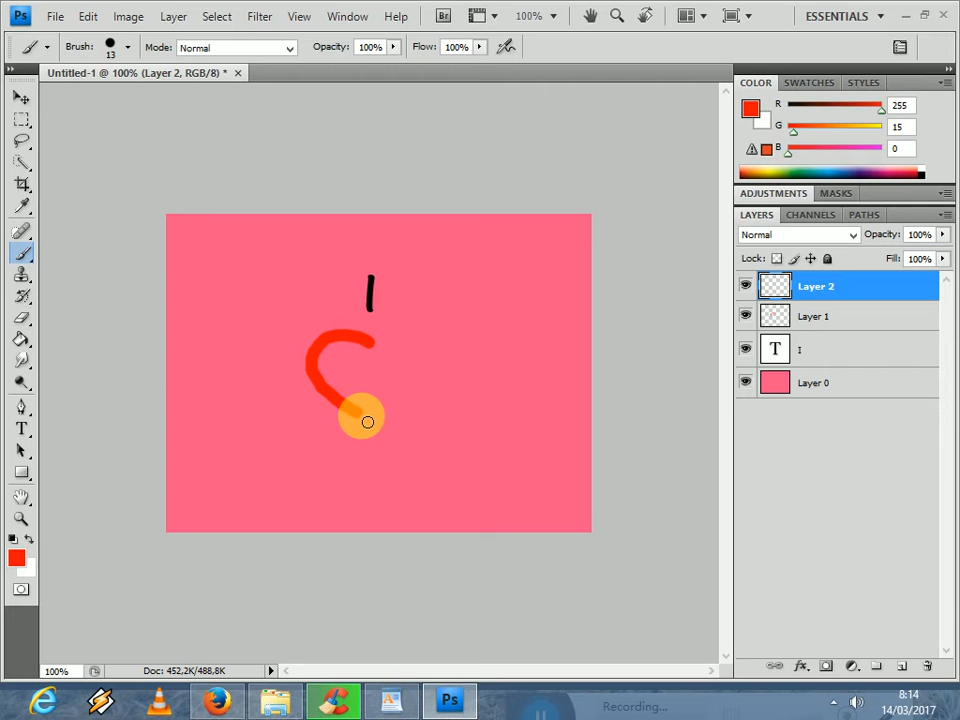 Ps File Edit Image Layer Select Filter View Window Help Br 100% ESSENTIALS
Brush: 13 Mode: Normal Opacity: 100% Flow: 100%
Untitled-1 @ 100% (Layer 2, RGB/8) * ×
COLOR SWATCHES STYLES
R 255
G 15
B 0
ADJUSTMENTS MASKS
LAYERS CHANNELS PATHS
Normal Opacity: 100%
Lock: Fill: 100%
Layer 2
Layer 1
T I
Layer 0
I
T
100% Doc: 452,2K/488,8K
fx
Ps Recording... 8:14
14/03/2017